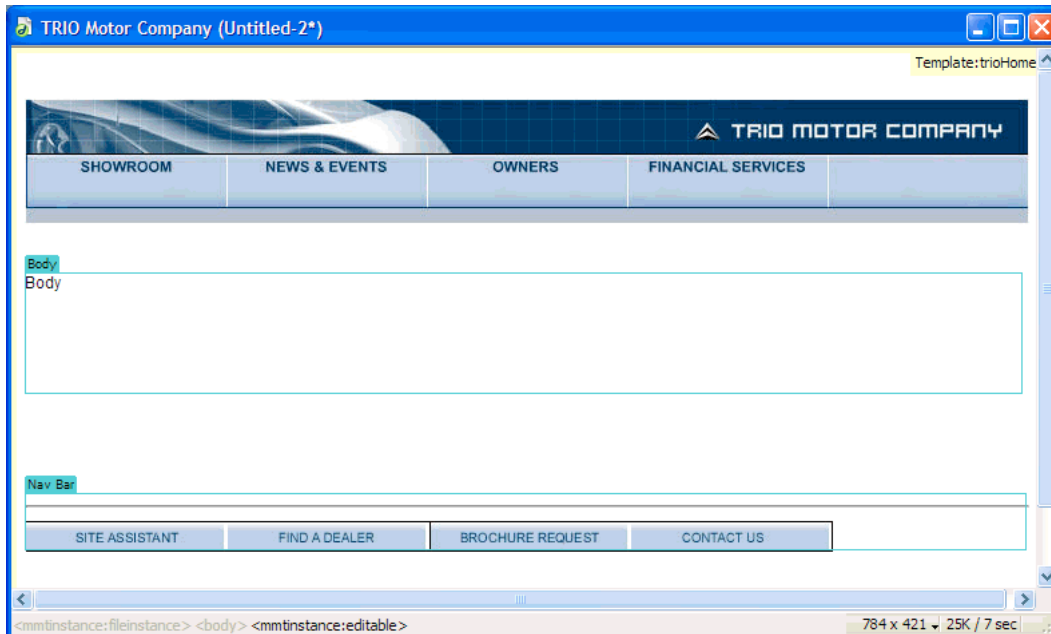 TRIO Motor Company (Untitled-2*)
Template:trioHome
TRIO MOTOR COMPANY
SHOWROOM NEWS & EVENTS OWNERS FINANCIAL SERVICES
Body
Body
Nav Bar
SITE ASSISTANT FIND A DEALER BROCHURE REQUEST CONTACT US
<mmtinstance:fileinstance> <body> <mmtinstance:editable> 784 x 421 25K / 7 sec